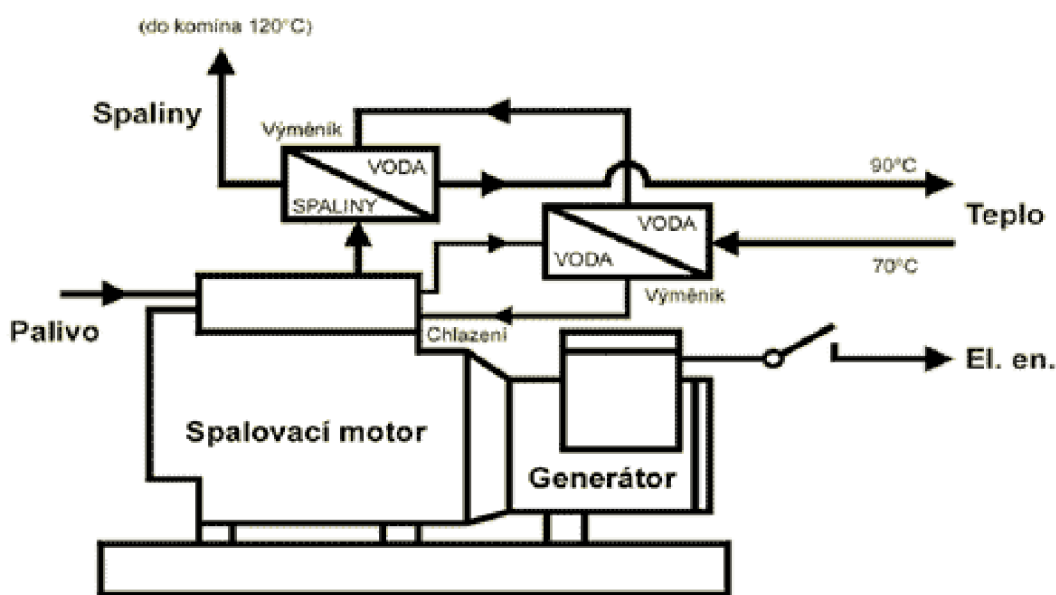 (do komína 120°C)
Spaliny
Výměník
VODA
SPALINY
90°C
Teplo
VODA
VODA
70°C
Výměník
Palivo
Chlazení
El. en.
Spalovací motor
Generátor